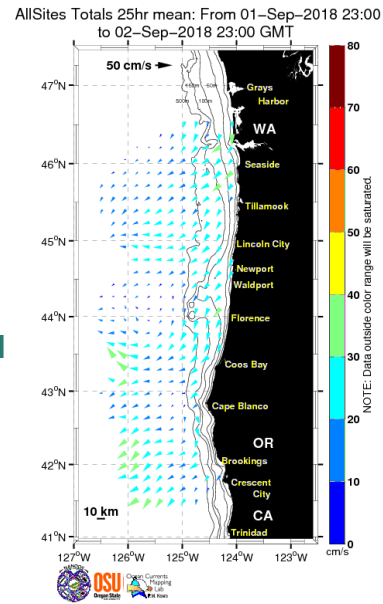 AllSites Totals 25hr mean: From 01−Sep−2018 23:00
to 02−Sep−2018 23:00 GMT
50 cm/s
47°N
46°N
45°N
44°N
43°N
42°N
41°N
500m
100m
50m
Grays
Harbor
WA
Seaside
Tillamook
Lincoln City
Newport
Waldport
Florence
Coos Bay
Cape Blanco
OR
Brookings
Crescent
City
CA
Trinidad
10 km
127°W
126°W
125°W
124°W
123°W
80
70
60
50
40
30
20
10
0
cm/s
NOTE: Data outside color range will be saturated.
OSU
Oregon State
Ocean Currents
Mapping
Lab